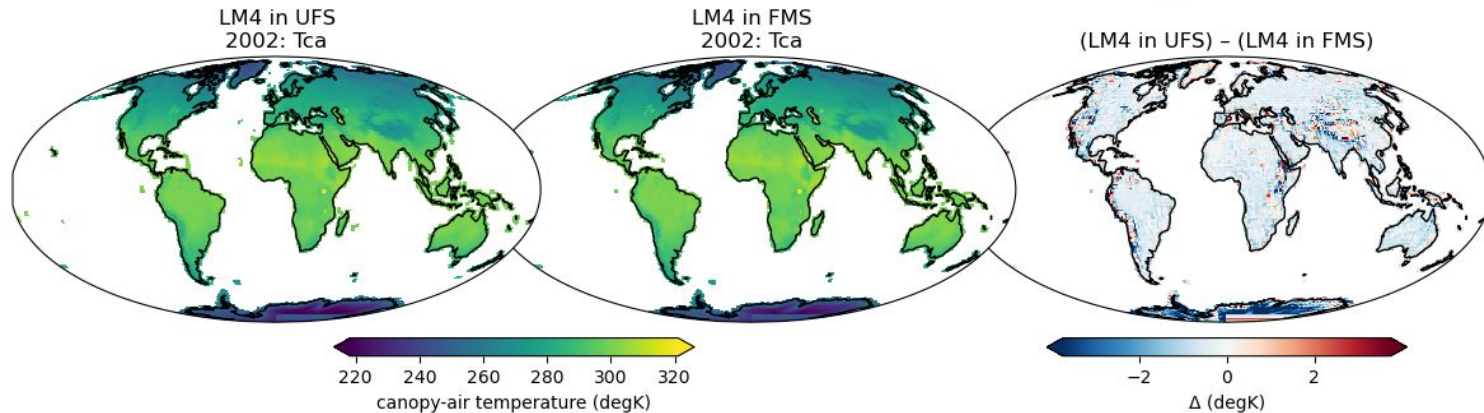 LM4 in UFS
2002: Tca
LM4 in FMS
2002: Tca
(LM4 in UFS) – (LM4 in FMS)
220 240 260 280 300 320
canopy-air temperature (degK)
−2 0 2
Δ (degK)